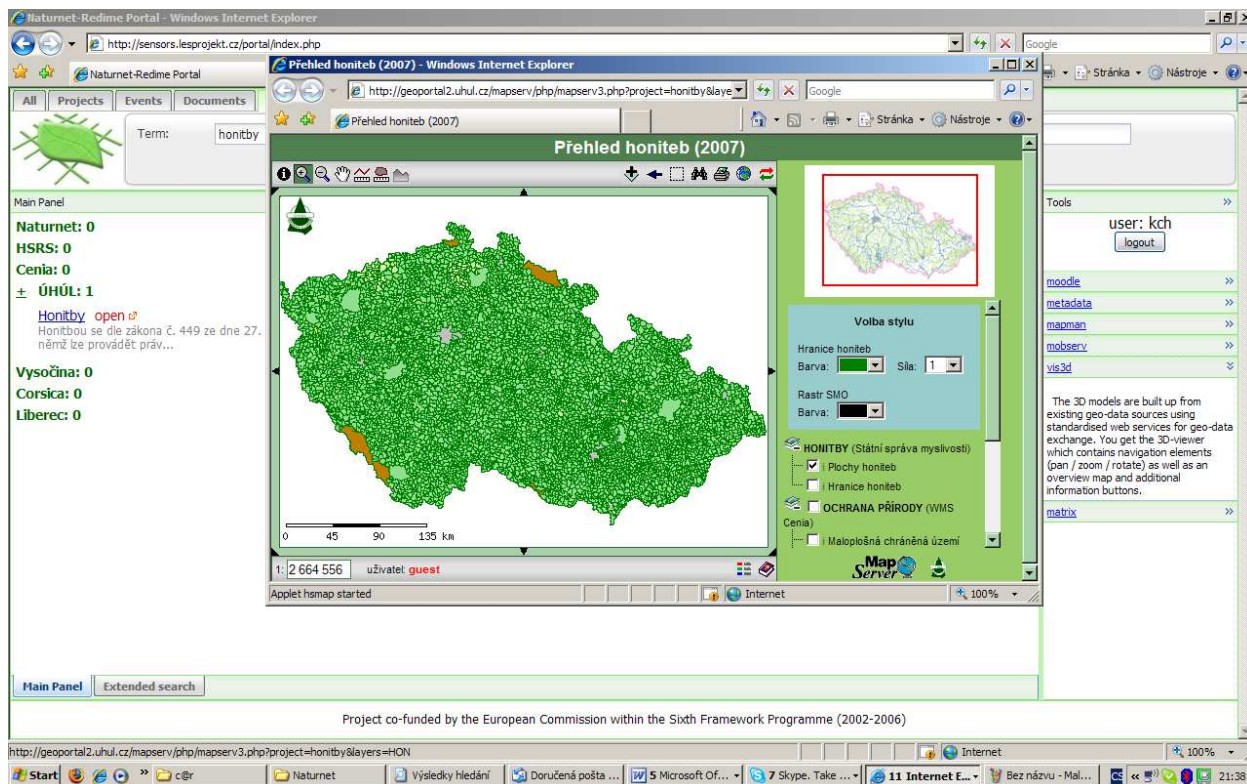 Naturnet-Redime Portal - Windows Internet Explorer
http://sensors.lesprojekt.cz/portal/index.php
Google
Naturnet-Redime Portal
Stránka
Nástroje
All
Projects
Events
Documents
Term:
honitby
Main Panel
Naturnet: 0
HSRS: 0
Cenia: 0
+ ÚHÚL: 1
Honitby open
Honitbou se dle zákona č. 449 ze dne 27.
němž lze provádět práv...
Vysočina: 0
Corsica: 0
Liberec: 0
Přehled honiteb (2007) - Windows Internet Explorer
http://geoportal2.uhul.cz/mapserv/php/mapserv3.php?project=honitby&laye
Google
Přehled honiteb (2007)
Stránka
Nástroje
Přehled honiteb (2007)
0 45 90 135 km
1: 2 664 556
uživatel: guest
Volba stylu
Hranice honiteb
Barva:
Síla: 1
Rastr SMO
Barva:
HONITBY (Státní správa myslivosti)
i Plochy honiteb
i Hranice honiteb
OCHRANA PŘÍRODY (WMS
Cenia)
i Maloplošná chráněná území
Map
Server
Applet hsmap started
Internet
100%
Tools
user: kch
logout
moodle
metadata
mapman
mobserv
vis3d
The 3D models are built up from
existing geo-data sources using
standardised web services for geo-data
exchange. You get the 3D-viewer
which contains navigation elements
(pan / zoom / rotate) as well as an
overview map and additional
information buttons.
matrix
Main Panel
Extended search
Project co-funded by the European Commission within the Sixth Framework Programme (2002-2006)
http://geoportal2.uhul.cz/mapserv/php/mapserv3.php?project=honitby&layers=HON
Internet
100%
Start
c@r
Naturnet
Výsledky hledání
Doručená pošta ...
5 Microsoft Of...
7 Skype. Take ...
11 Internet E...
Bez názvu - Mal...
CS
21:38